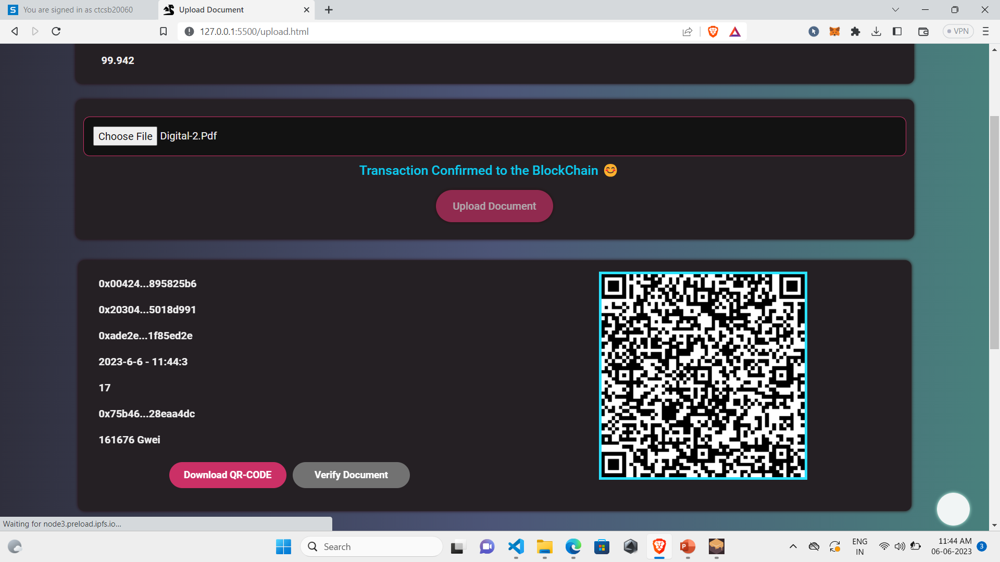 You are signed in as ctcsb20060
Upload Document
127.0.0.1:5500/upload.html
VPN
99.942
Choose File Digital-2.Pdf
Transaction Confirmed to the BlockChain 😊
Upload Document
0x00424...895825b6
0x20304...5018d991
0xade2e...1f85ed2e
2023-6-6 - 11:44:3
17
0x75b46...28eaa4dc
161676 Gwei
Download QR-CODE
Verify Document
Waiting for node3.preload.ipfs.io...
Search
ENG
IN
11:44 AM
06-06-2023
3